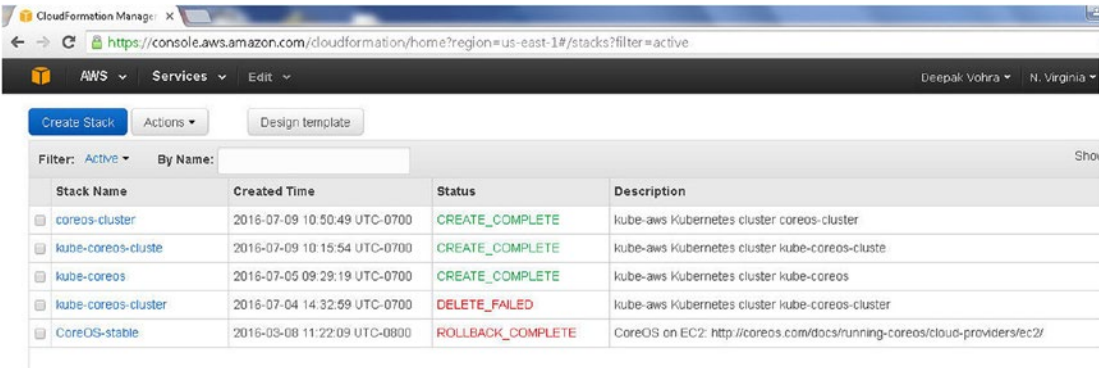 CloudFormation Manager
https://console.aws.amazon.com/cloudformation/home?region=us-east-1#/stacks?filter=active
AWS Services Edit Deepak Vohra N. Virginia
Create Stack Actions Design template
Filter: Active By Name: Show
Stack Name Created Time Status Description
coreos-cluster 2016-07-09 10:50:49 UTC-0700 CREATE_COMPLETE kube-aws Kubernetes cluster coreos-cluster
kube-coreos-cluste 2016-07-09 10:15:54 UTC-0700 CREATE_COMPLETE kube-aws Kubernetes cluster kube-coreos-cluste
kube-coreos 2016-07-05 09:29:19 UTC-0700 CREATE_COMPLETE kube-aws Kubernetes cluster kube-coreos
kube-coreos-cluster 2016-07-04 14:32:59 UTC-0700 DELETE_FAILED kube-aws Kubernetes cluster kube-coreos-cluster
CoreOS-stable 2016-03-08 11:22:09 UTC-0800 ROLLBACK_COMPLETE CoreOS on EC2: http://coreos.com/docs/running-coreos/cloud-providers/ec2/